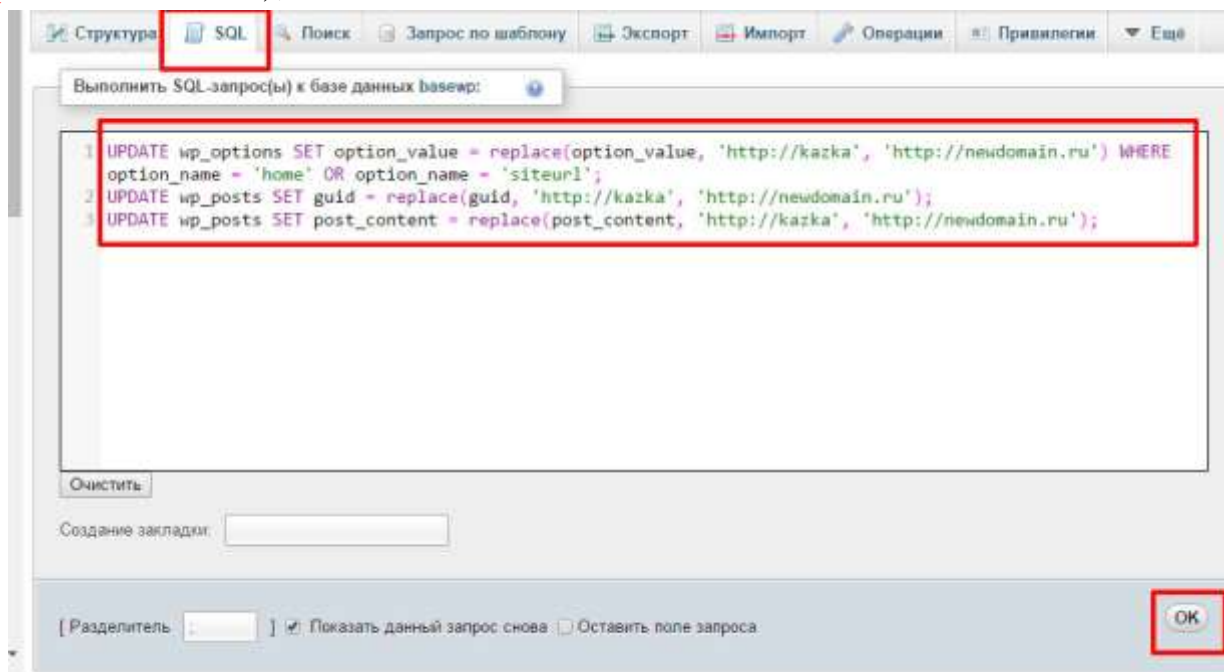 Структура SQL Поиск Запрос по шаблону Экспорт Импорт Операции Привилегии Ещё
Выполнить SQL-запрос(ы) к базе данных basewp:
1 UPDATE wp_options SET option_value = replace(option_value, 'http://kazka', 'http://newdomain.ru') WHERE
option_name = 'home' OR option_name = 'siteurl';
2 UPDATE wp_posts SET guid = replace(guid, 'http://kazka', 'http://newdomain.ru');
3 UPDATE wp_posts SET post_content = replace(post_content, 'http://kazka', 'http://newdomain.ru');
Очистить
Создание закладки:
[ Разделитель ; ] Показать данный запрос снова Оставить поле запроса
OK